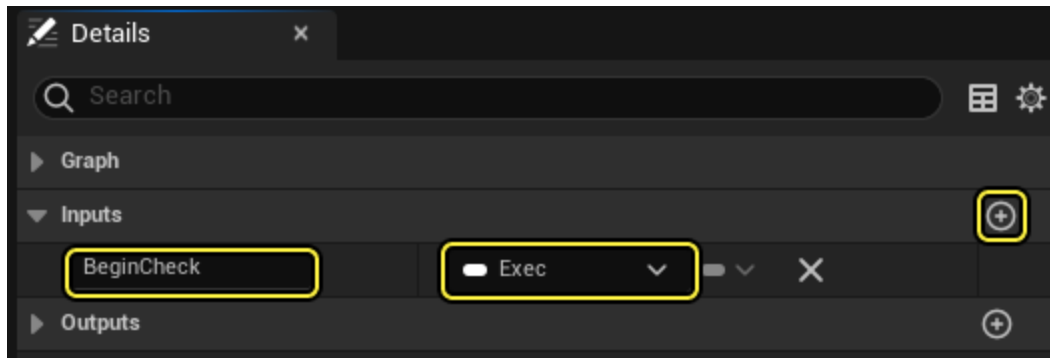 Details
Search
Graph
Inputs
BeginCheck Exec
Outputs